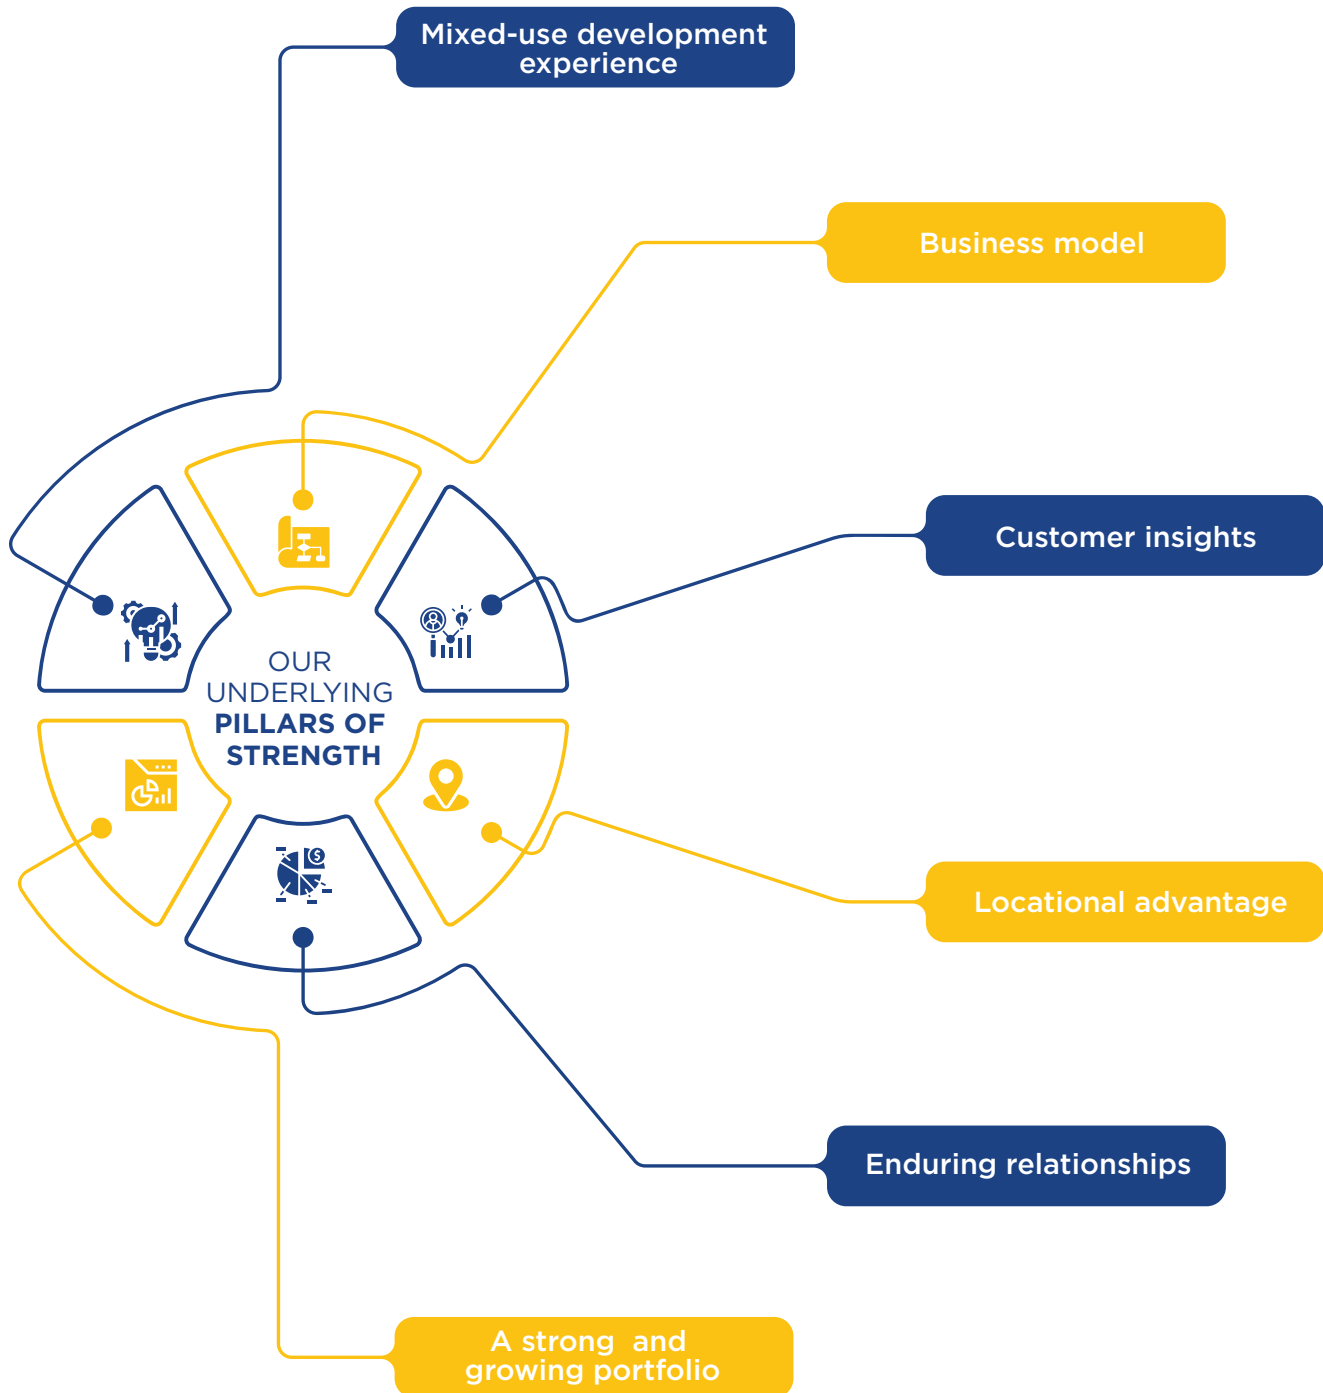 Mixed-use development
experience
Business model
Customer insights
OUR
UNDERLYING
PILLARS OF
STRENGTH
$
Locational advantage
Enduring relationships
A strong and
growing portfolio